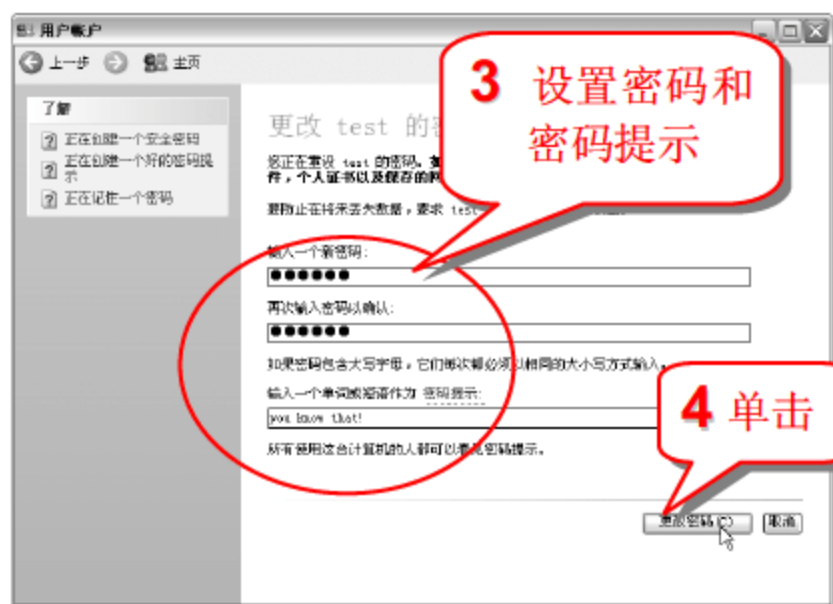 用户帐户
上一步 主页
了解
正在创建一个安全密码
正在创建一个好的密码提
示
正在记住一个密码
3 设置密码和
密码提示
更改 test 的
您正在重设 test 的密码。
件，个人证书以及保存的网
要防止在将来丢失数据，要求 test
输入一个新密码:
●●●●●●
再次输入密码以确认:
●●●●●●
如果密码包含大写字母，它们每次都必须以相同的大小写方式输入。
输入一个单词或短语作为 密码提示:
you know that!
所有使用这台计算机的人都可以看见密码提示。
4 单击
更改密码(C) 取消